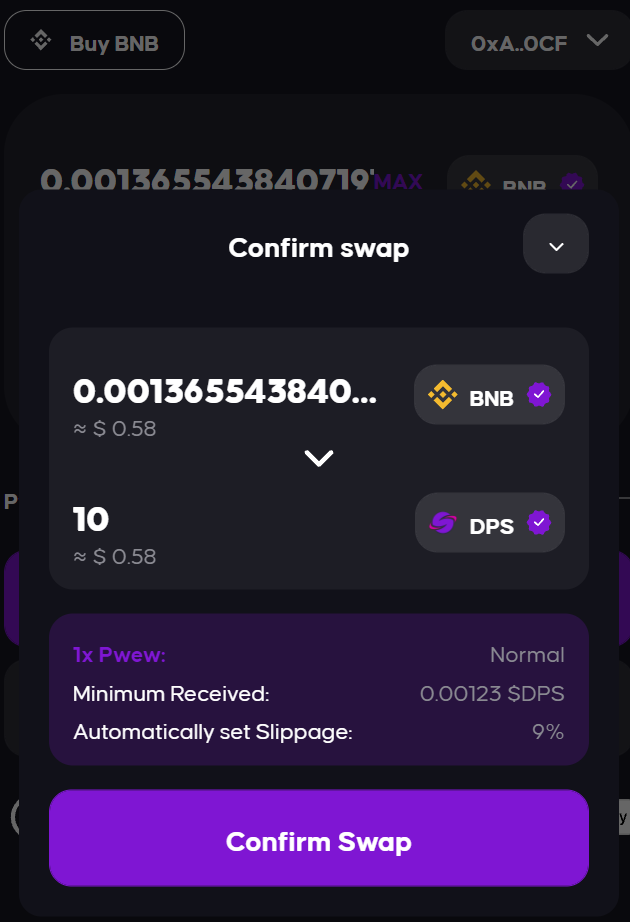 Buy BNB
0xA..0CF
0.001365543840719
MAX
BNB
Confirm swap
0.001365543840...
BNB
≈ $ 0.58
10
DPS
≈ $ 0.58
P
1x Pwew:
Normal
Minimum Received:
0.00123 $DPS
Automatically set Slippage:
9%
y
Confirm Swap